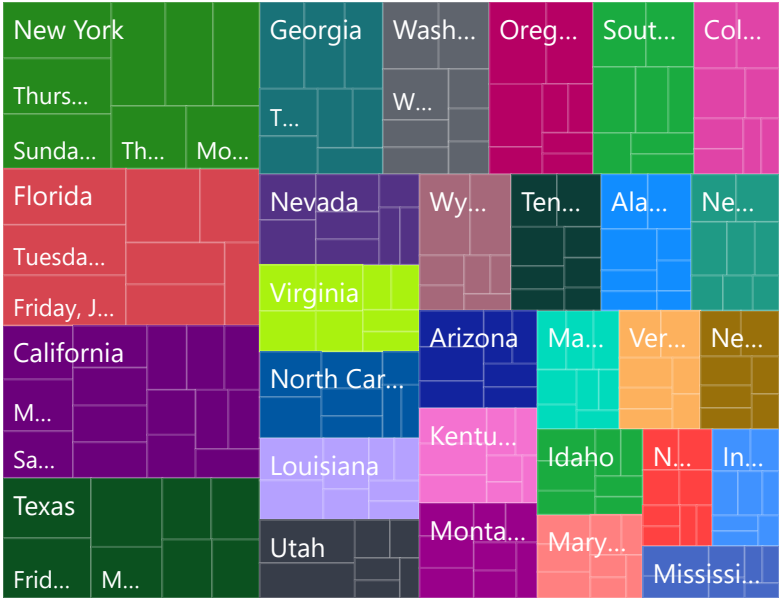 New York
Thurs...
Sunda...
Th...
Mo...
Florida
Tuesda...
Friday, J...
California
M...
Sa...
Texas
Frid...
M...
Georgia
T...
Wash...
W...
Oreg...
Sout...
Col...
Nevada
Virginia
North Car...
Louisiana
Utah
Wy...
Ten...
Ala...
Ne...
Arizona
Ma...
Ver...
Ne...
Kentu...
Idaho
N...
In...
Monta...
Mary...
Mississi...